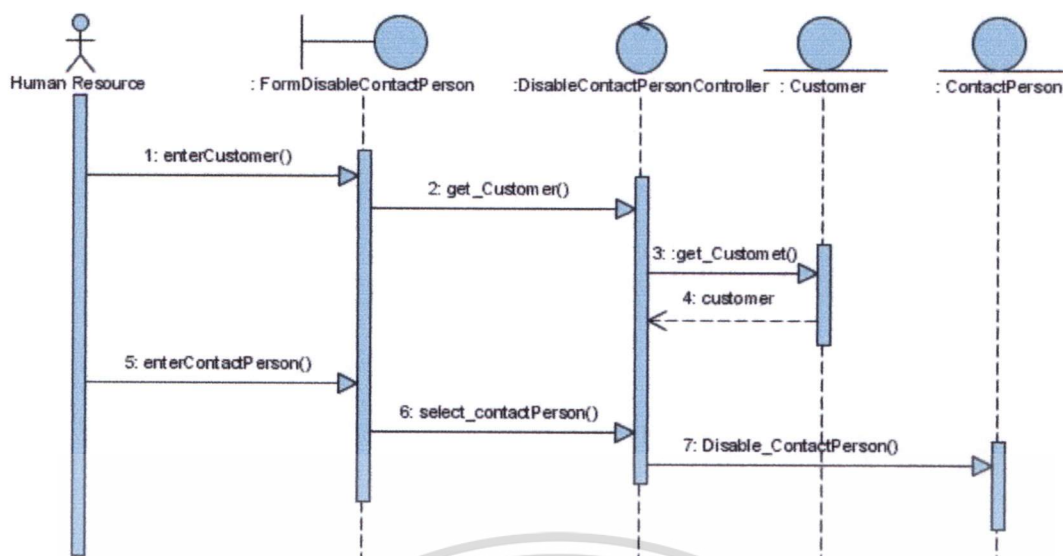 Human Resource
: FormDisableContactPerson
:DisableContactPersonController
: Customer
: ContactPerson
1: enterCustomer()
2: get_Customer()
3: :get_Customet()
4: customer
5: enterContactPerson()
6: select_contactPerson()
7: Disable_ContactPerson()